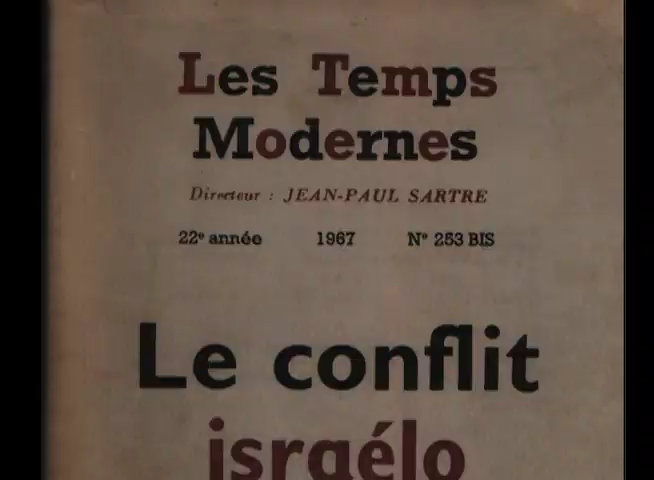 Les Temps
Modernes
Directeur : JEAN-PAUL SARTRE
22e année 1967 N° 253 BIS
Le conflit
israélo